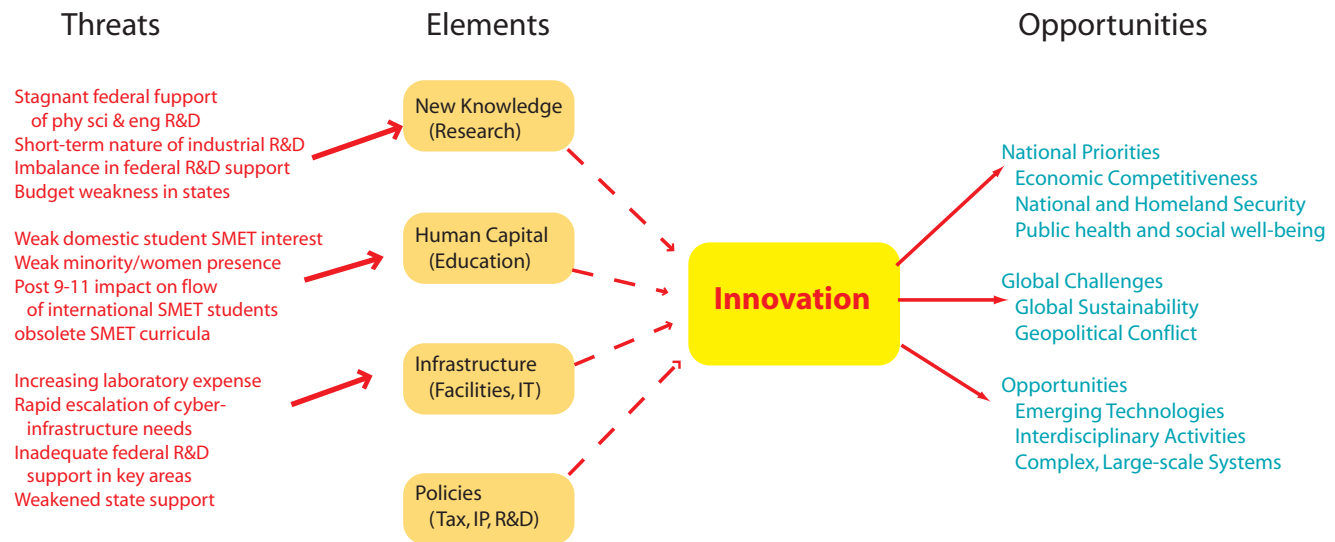 Threats
Elements
Opportunities
Stagnant federal fupport
of phy sci & eng R&D
Short-term nature of industrial R&D
Imbalance in federal R&D support
Budget weakness in states
Weak domestic student SMET interest
Weak minority/women presence
Post 9-11 impact on flow
of international SMET students
obsolete SMET curricula
Increasing laboratory expense
Rapid escalation of cyber-
infrastructure needs
Inadequate federal R&D
support in key areas
Weakened state support
New Knowledge
(Research)
Human Capital
(Education)
Infrastructure
(Facilities, IT)
Policies
(Tax, IP, R&D)
Innovation
National Priorities
Economic Competitiveness
National and Homeland Security
Public health and social well-being
Global Challenges
Global Sustainability
Geopolitical Conflict
Opportunities
Emerging Technologies
Interdisciplinary Activities
Complex, Large-scale Systems